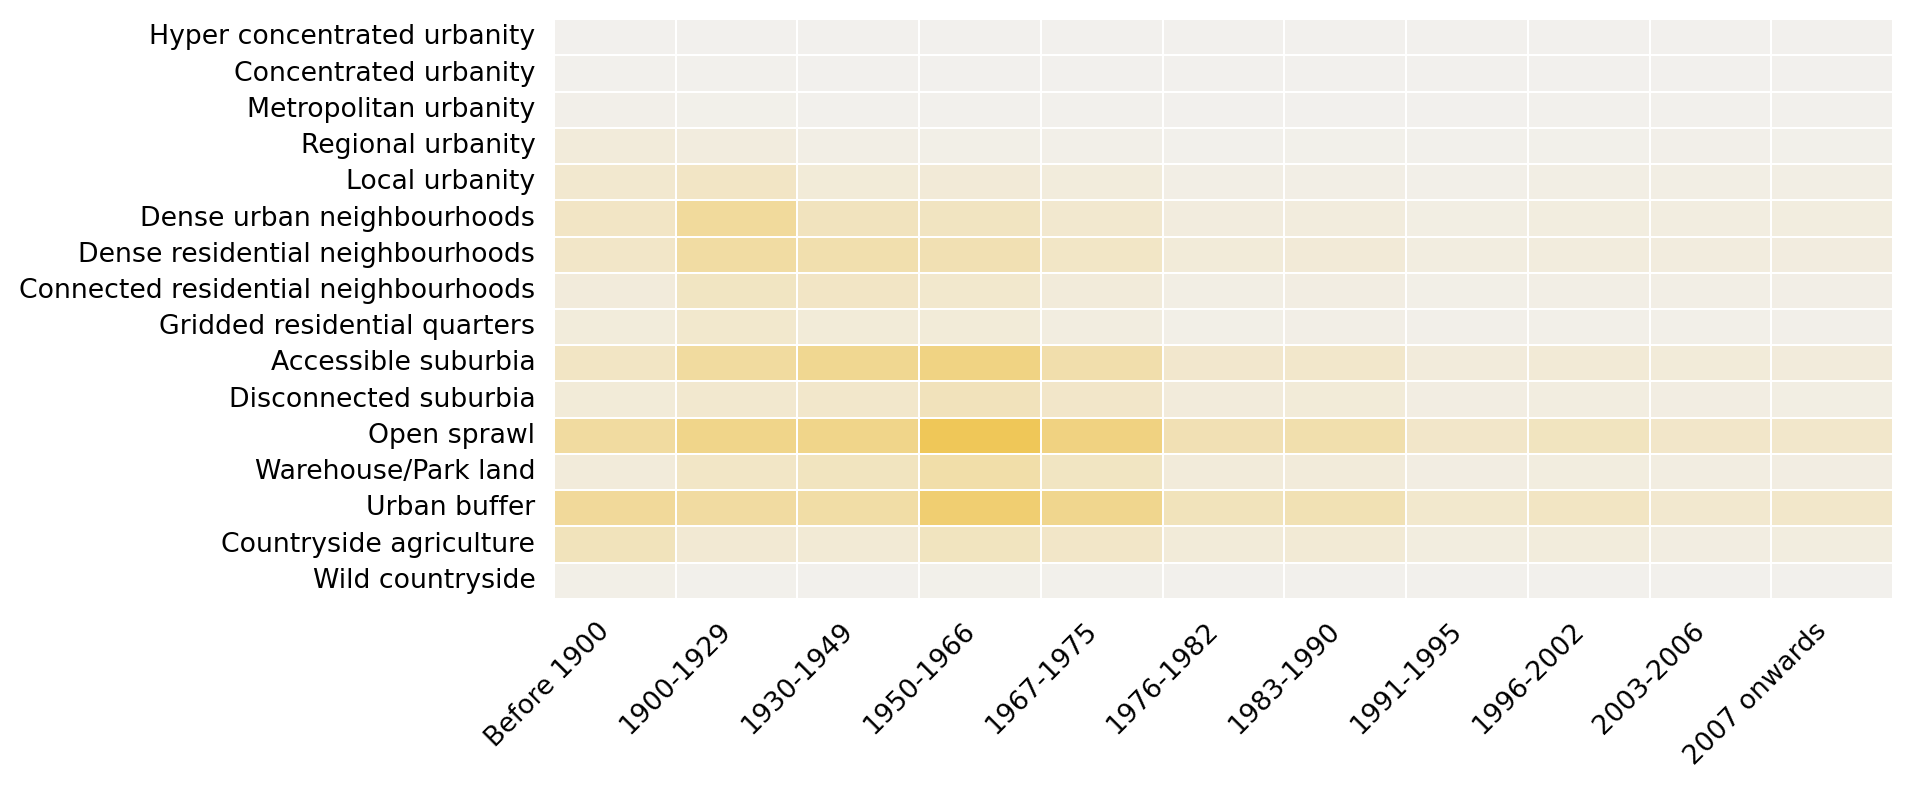 Hyper concentrated urbanity
Concentrated urbanity
Metropolitan urbanity
Regional urbanity
Local urbanity
Dense urban neighbourhoods
Dense residential neighbourhoods
Connected residential neighbourhoods
Gridded residential quarters
Accessible suburbia
Disconnected suburbia
Open sprawl
Warehouse/Park land
Urban buffer
Countryside agriculture
Wild countryside
Before 1900
1900-1929
1930-1949
1950-1966
1967-1975
1976-1982
1983-1990
1991-1995
1996-2002
2003-2006
2007 onwards